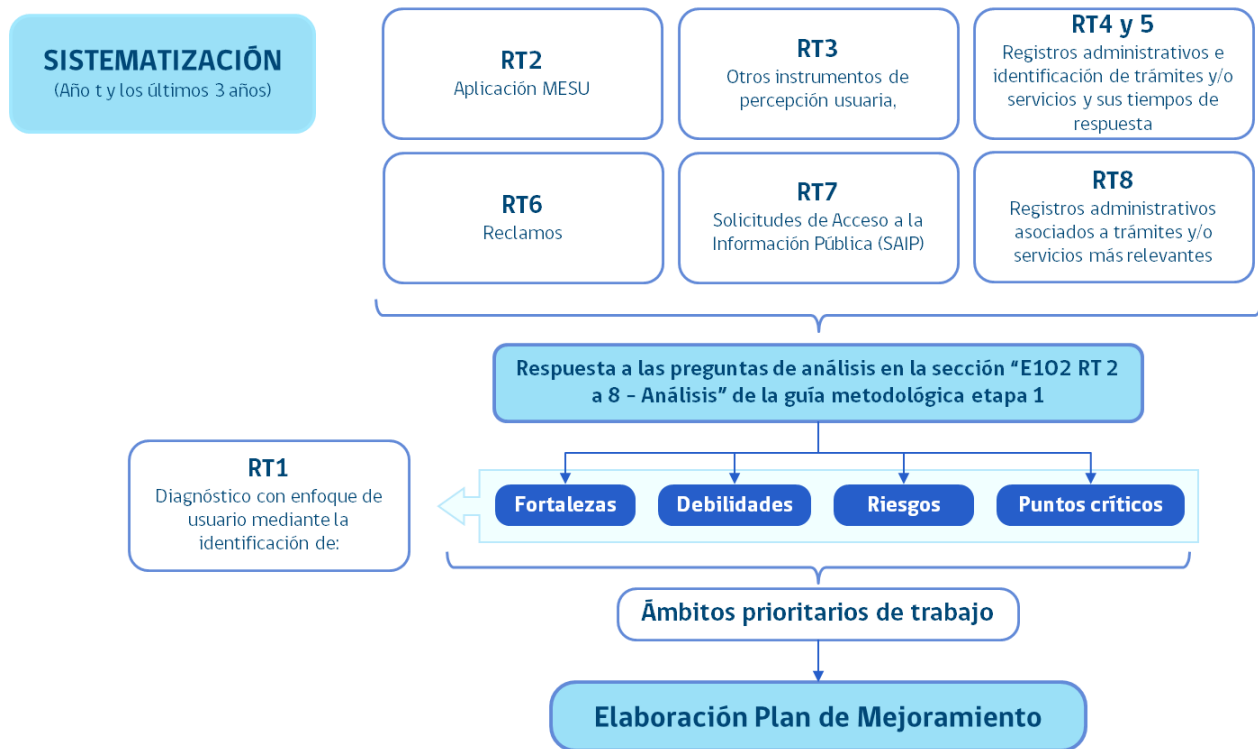 SISTEMATIZACIÓN
(Año t y los últimos 3 años)
RT2
Aplicación MESU
RT3
Otros instrumentos de
percepción usuaria,
RT4 y 5
Registros administrativos e
identificación de trámites y/o
servicios y sus tiempos de
respuesta
RT6
Reclamos
RT7
Solicitudes de Acceso a la
Información Pública (SAIP)
RT8
Registros administrativos
asociados a trámites y/o
servicios más relevantes
Respuesta a las preguntas de análisis en la sección “E1O2 RT 2
a 8 – Análisis” de la guía metodológica etapa 1
RT1
Diagnóstico con enfoque de
usuario mediante la
identificación de:
Fortalezas
Debilidades
Riesgos
Puntos críticos
Ámbitos prioritarios de trabajo
Elaboración Plan de Mejoramiento